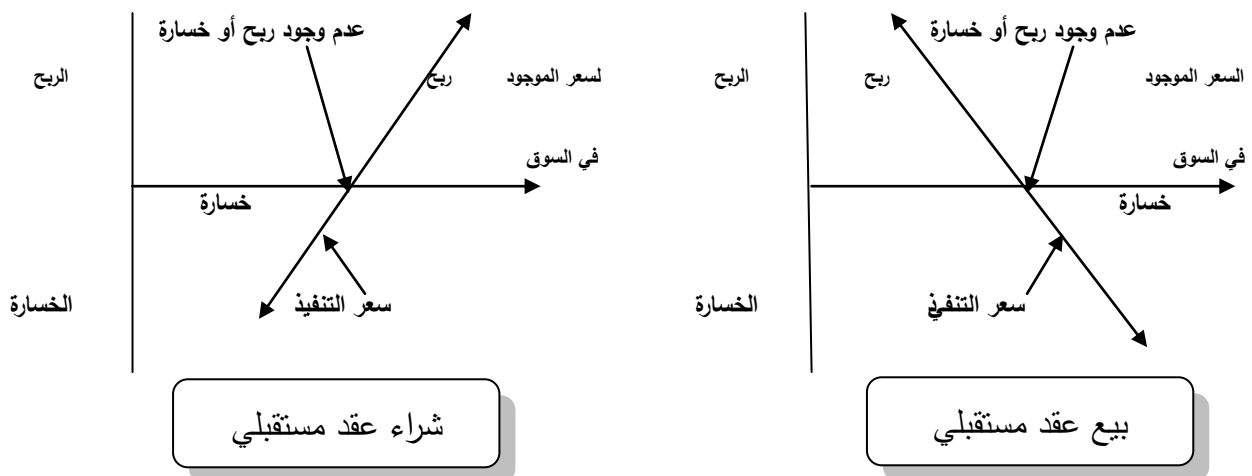 عدم وجود ربح أو خسارة
الربح
ربح
السعر الموجود
في السوق
خسارة
الخسارة
سعر التنفيذ
بيع عقد مستقبلي
عدم وجود ربح أو خسارة
الربح
ربح
لسعر الموجود
في السوق
خسارة
الخسارة
سعر التنفيذ
شراء عقد مستقبلي